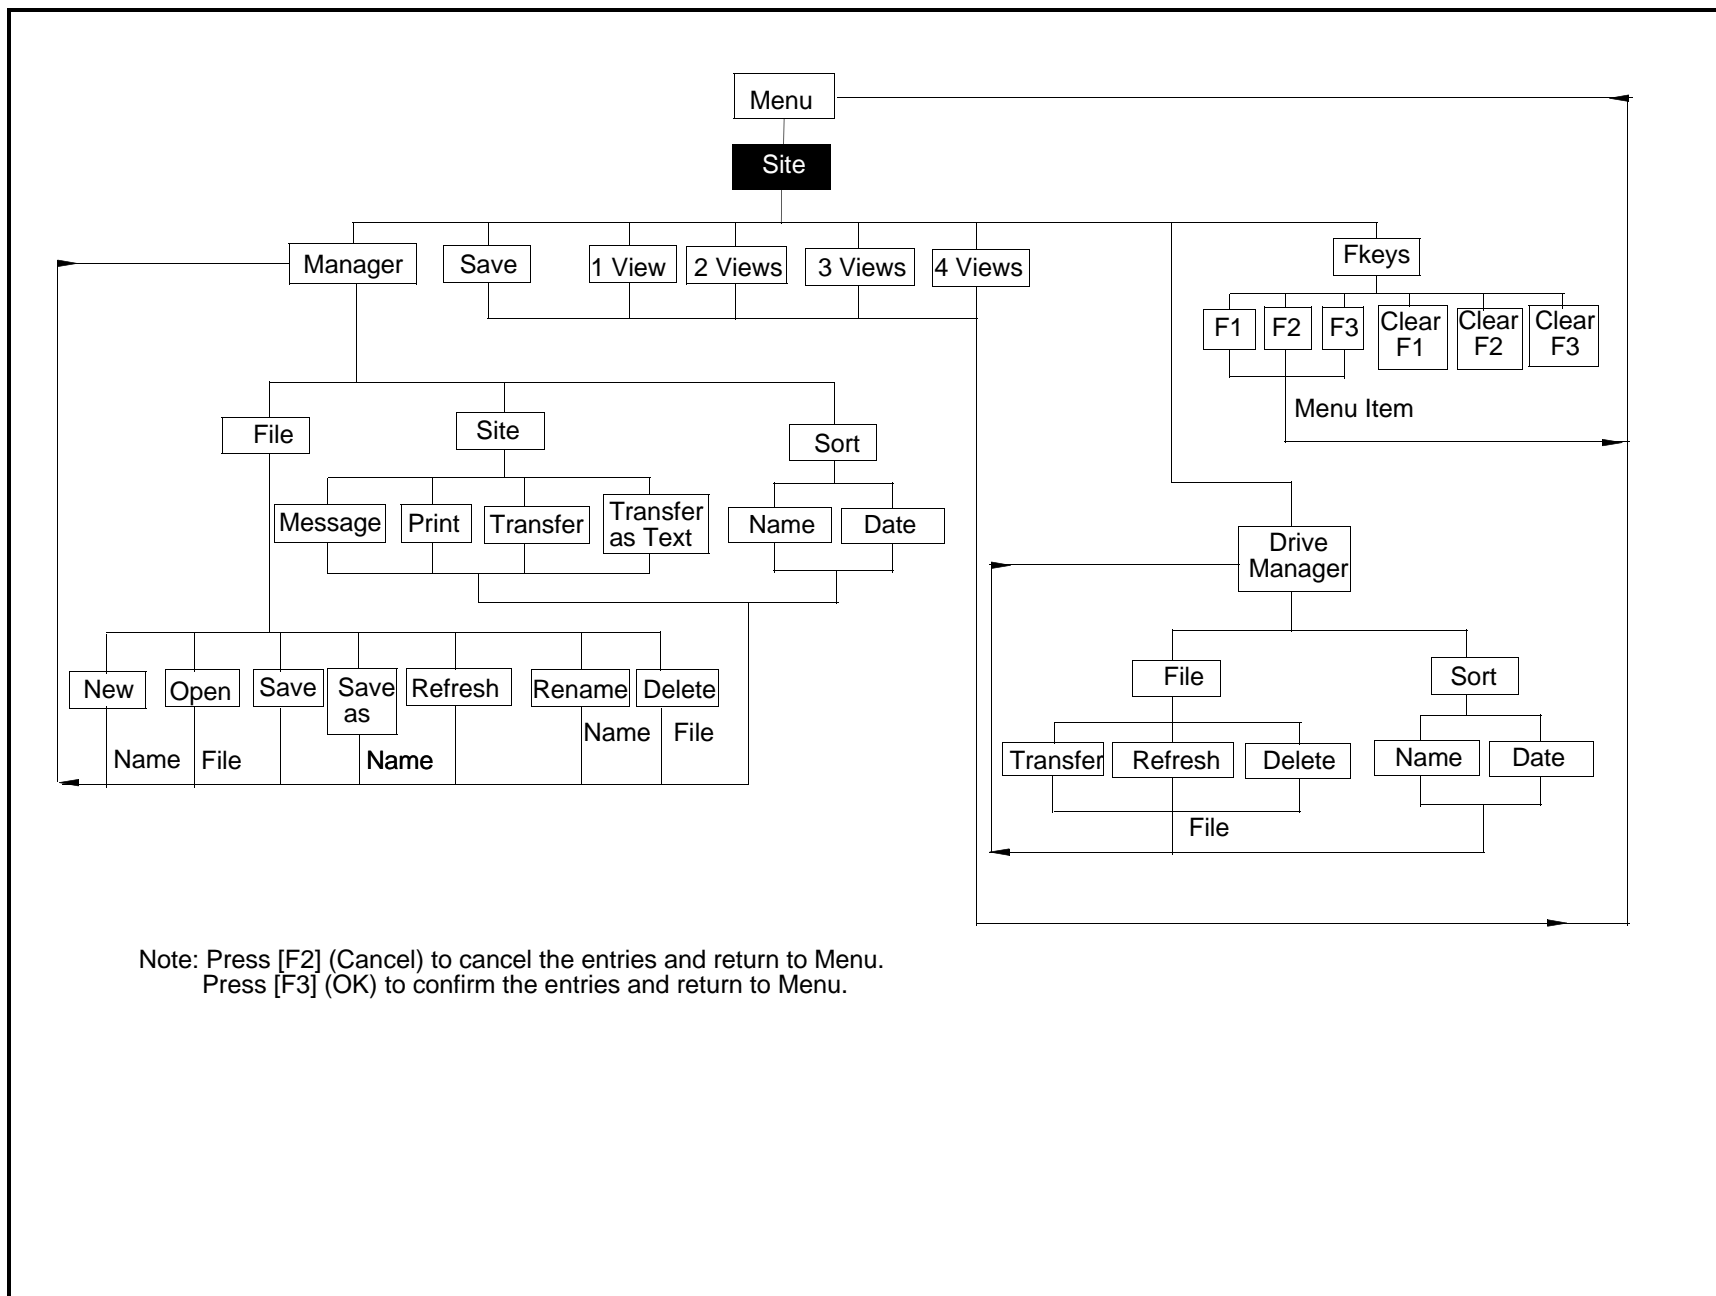 Menu
Site
Manager
Save
1 View
2 Views
3 Views
4 Views
Fkeys
F1
F2
F3
Clear
F1
Clear
F2
Clear
F3
Menu Item
File
Site
Sort
Message
Print
Transfer
Transfer
as Text
Name
Date
Drive
Manager
New
Open
Save
Save
as
Refresh
Rename
Delete
Name
File
Name
Name
File
File
Sort
Transfer
Refresh
Delete
Name
Date
File
Note: Press [F2] (Cancel) to cancel the entries and return to Menu.
Press [F3] (OK) to confirm the entries and return to Menu.